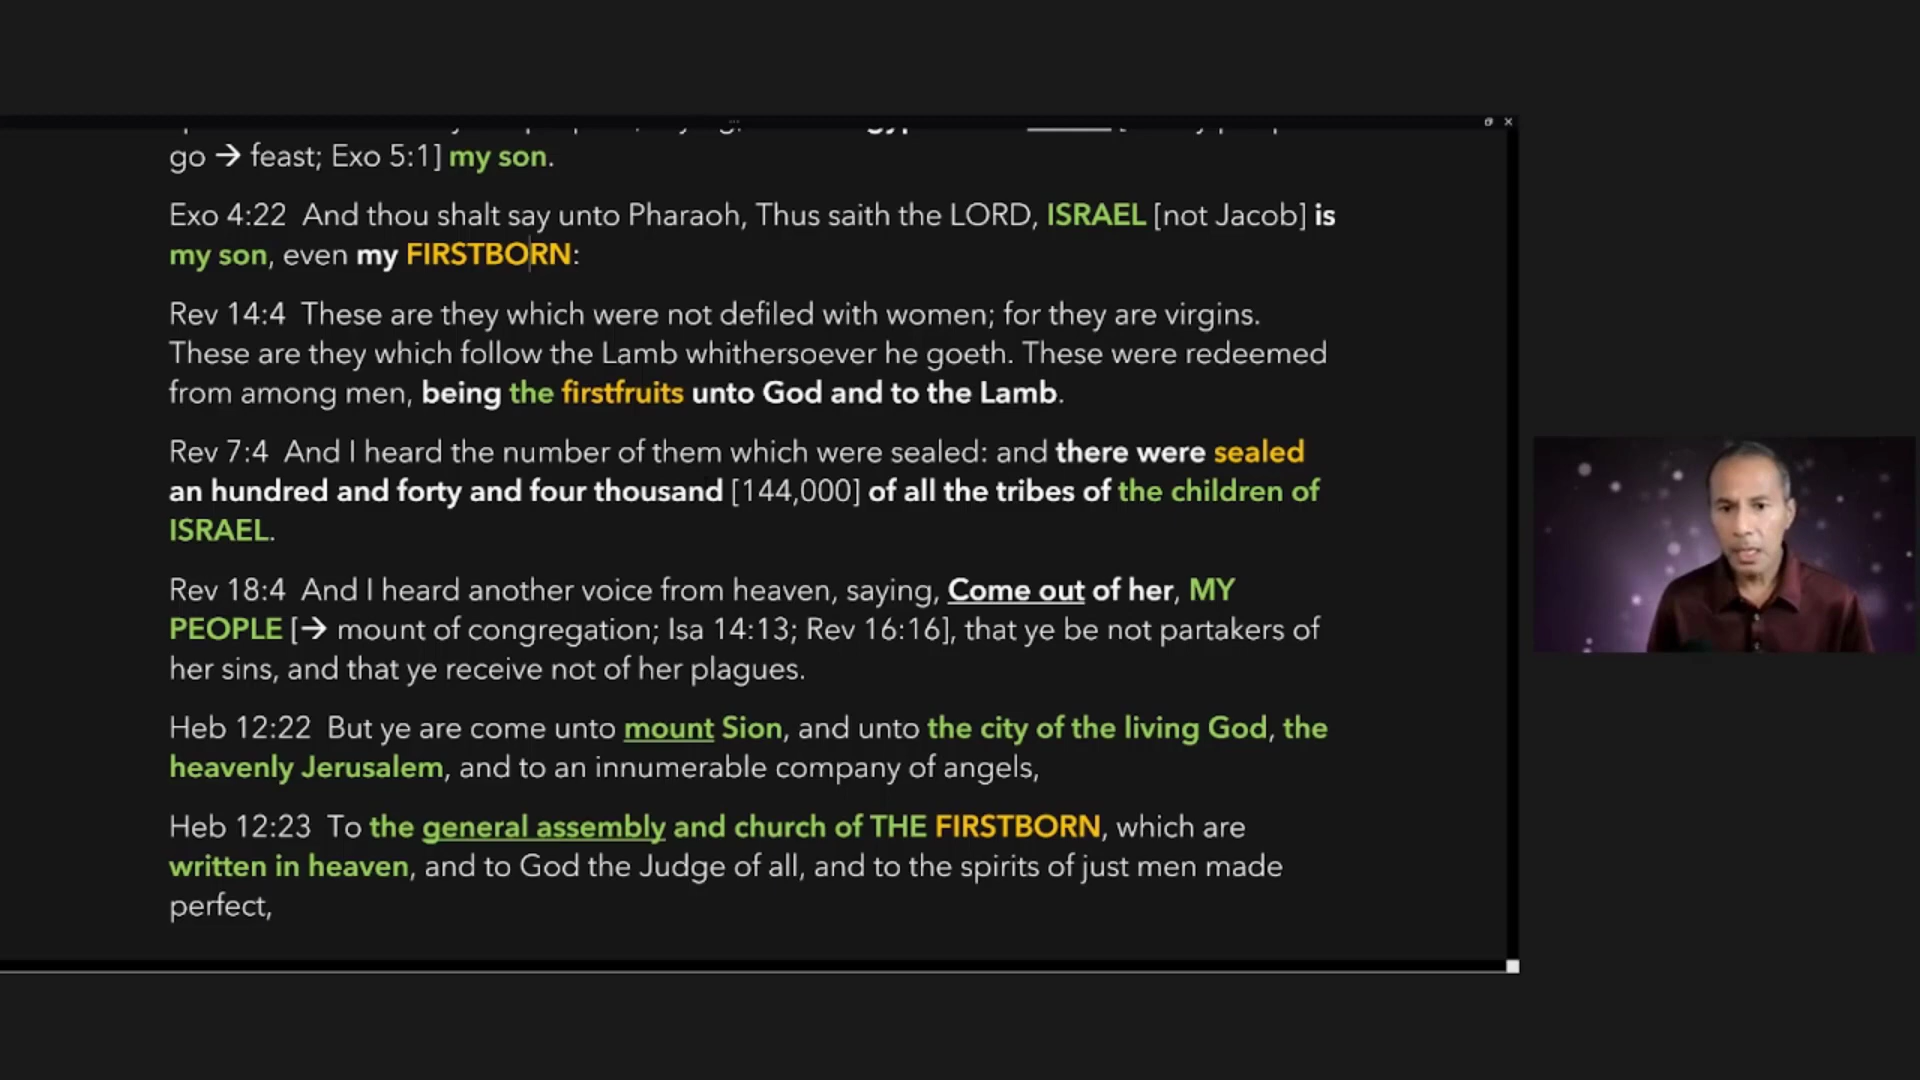 go → feast; Exo 5:1] my son.
Exo 4:22 And thou shalt say unto Pharaoh, Thus saith the LORD, ISRAEL [not Jacob] is
my son, even my FIRSTBORN:
Rev 14:4 These are they which were not defiled with women; for they are virgins.
These are they which follow the Lamb whithersoever he goeth. These were redeemed
from among men, being the firstfruits unto God and to the Lamb.
Rev 7:4 And I heard the number of them which were sealed: and there were sealed
an hundred and forty and four thousand [144,000] of all the tribes of the children of
ISRAEL.
Rev 18:4 And I heard another voice from heaven, saying, Come out of her, MY
PEOPLE [→ mount of congregation; Isa 14:13; Rev 16:16], that ye be not partakers of
her sins, and that ye receive not of her plagues.
Heb 12:22 But ye are come unto mount Sion, and unto the city of the living God, the
heavenly Jerusalem, and to an innumerable company of angels,
Heb 12:23 To the general assembly and church of THE FIRSTBORN, which are
written in heaven, and to God the Judge of all, and to the spirits of just men made
perfect,